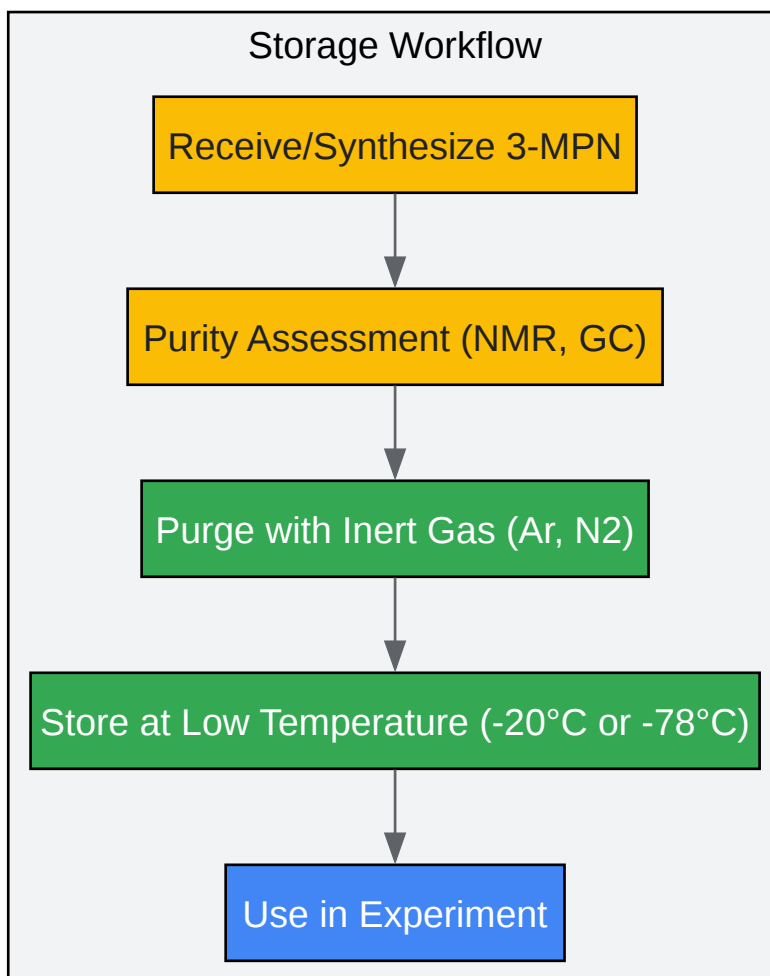 Storage Workflow
Receive/Synthesize 3-MPN
Purity Assessment (NMR, GC)
Purge with Inert Gas (Ar, N2)
Store at Low Temperature (-20°C or -78°C)
Use in Experiment